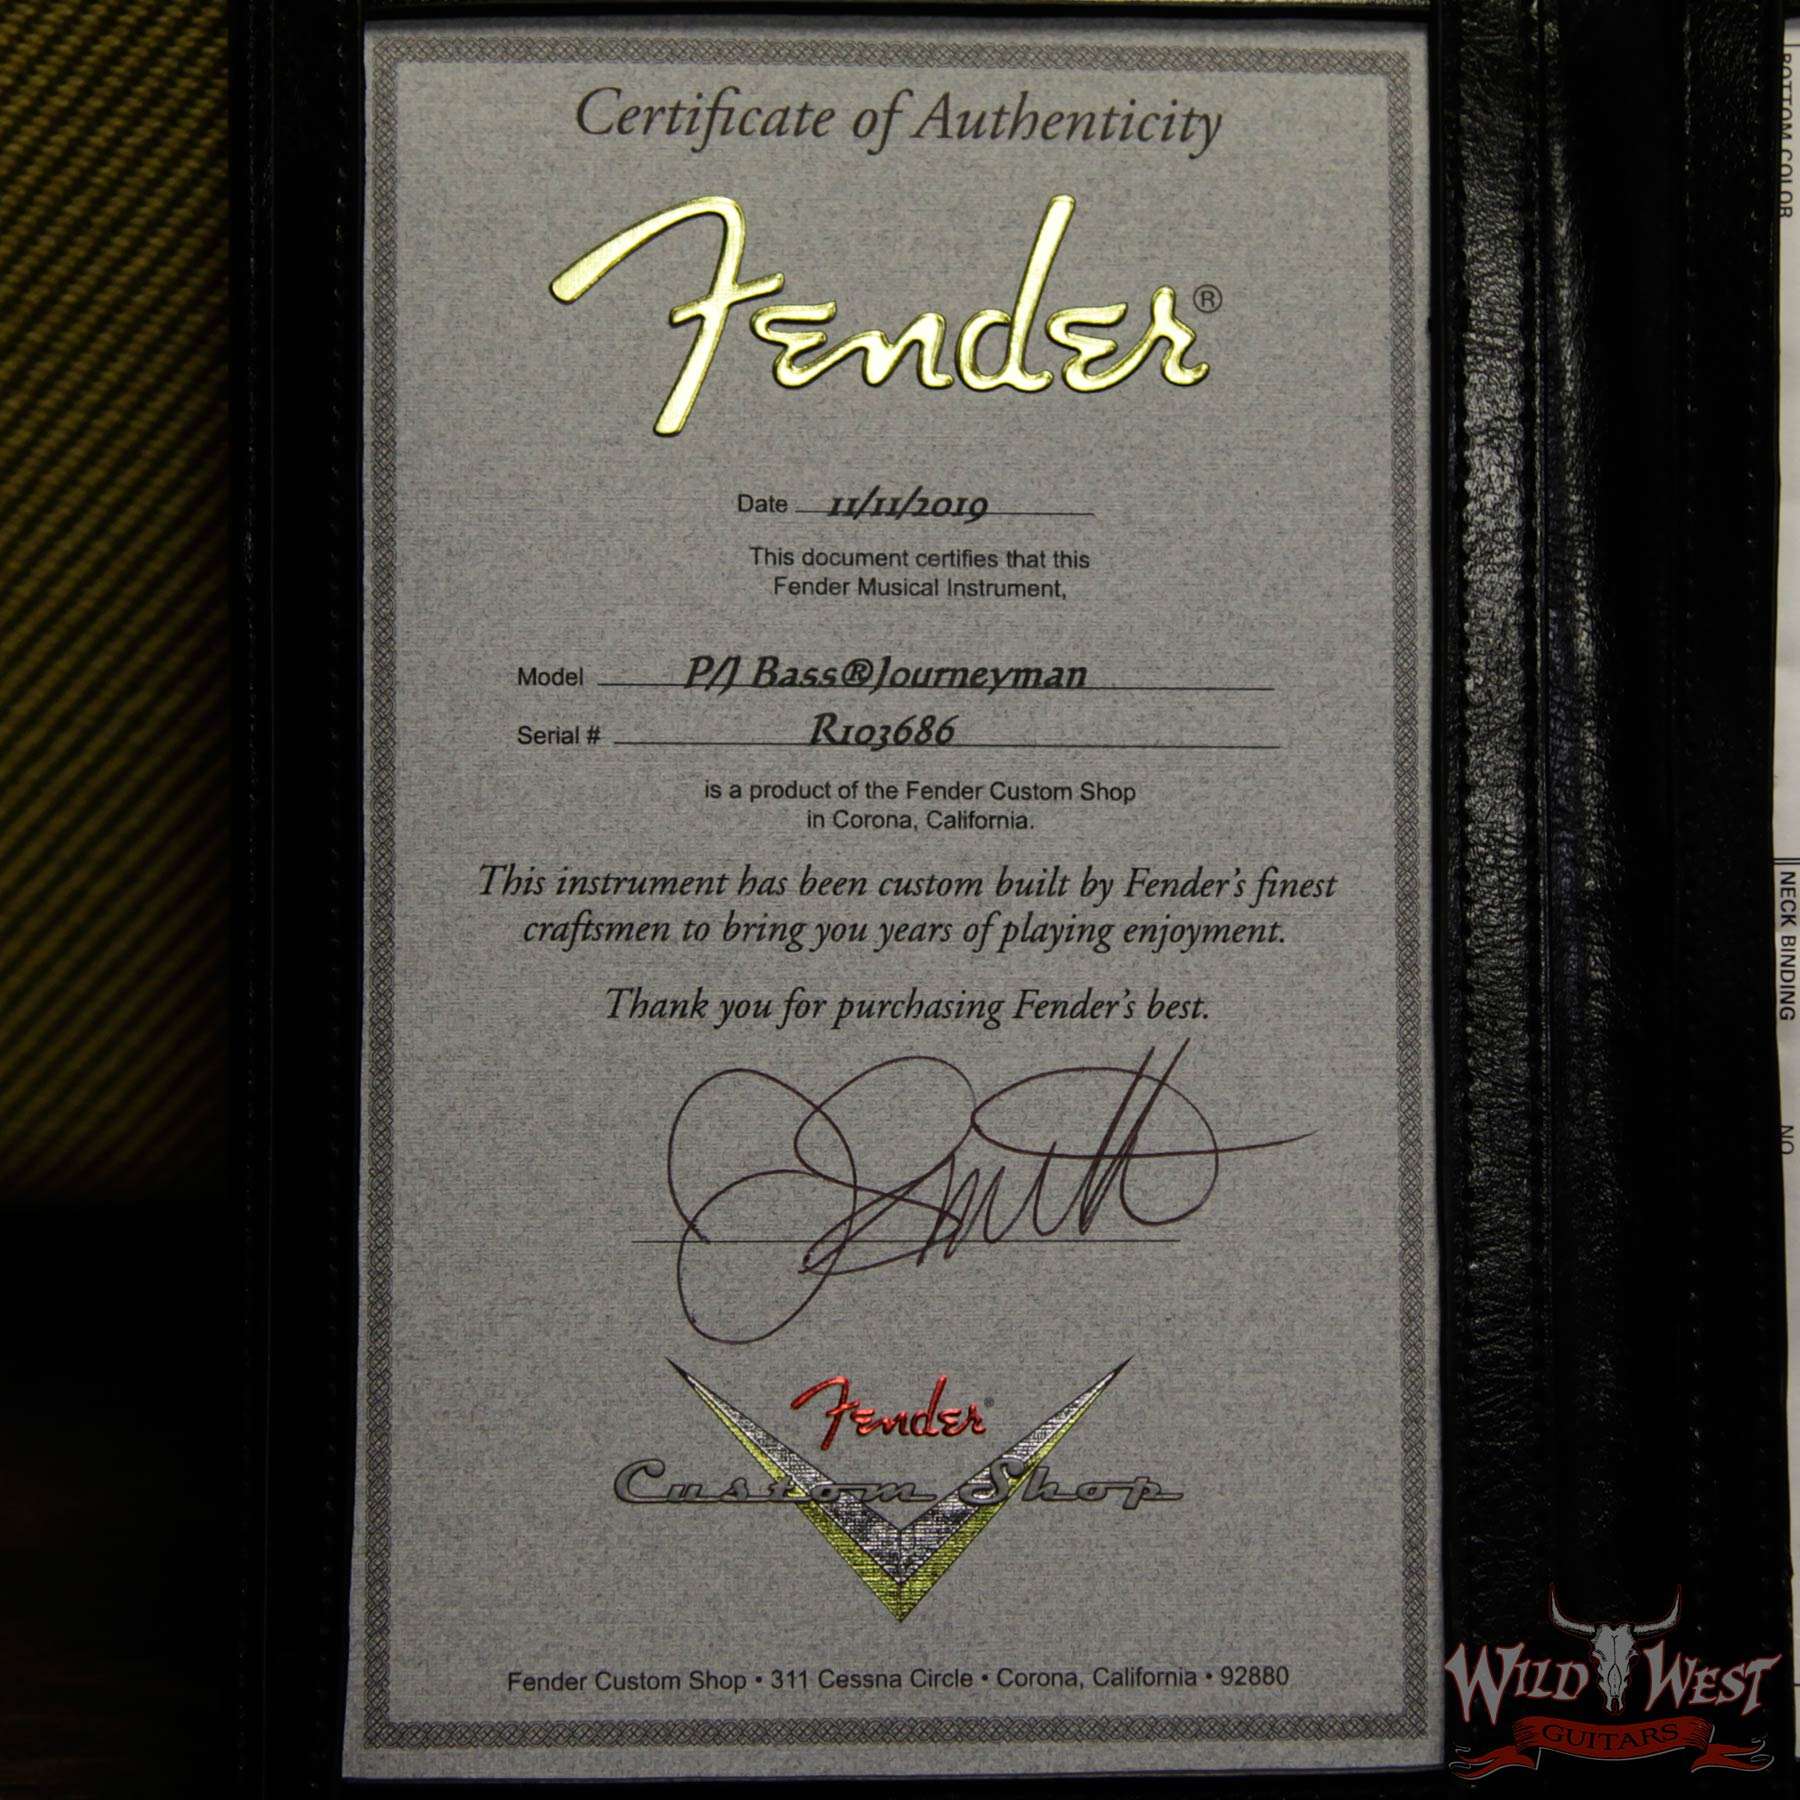 Certificate of Authenticity
Fender®
Date 11/11/2019
This document certifies that this
Fender Musical Instrument,
Model P/J Bass®Journeyman
Serial # R103686
is a product of the Fender Custom Shop
in Corona, California.
This instrument has been custom built by Fender's finest
craftsmen to bring you years of playing enjoyment.
Thank you for purchasing Fender's best.
Fender®
Custom Shop
Fender Custom Shop • 311 Cessna Circle • Corona, California • 92880
BOTTOM COLOR
NECK BINDING
NO
WILD WEST
GUITARS